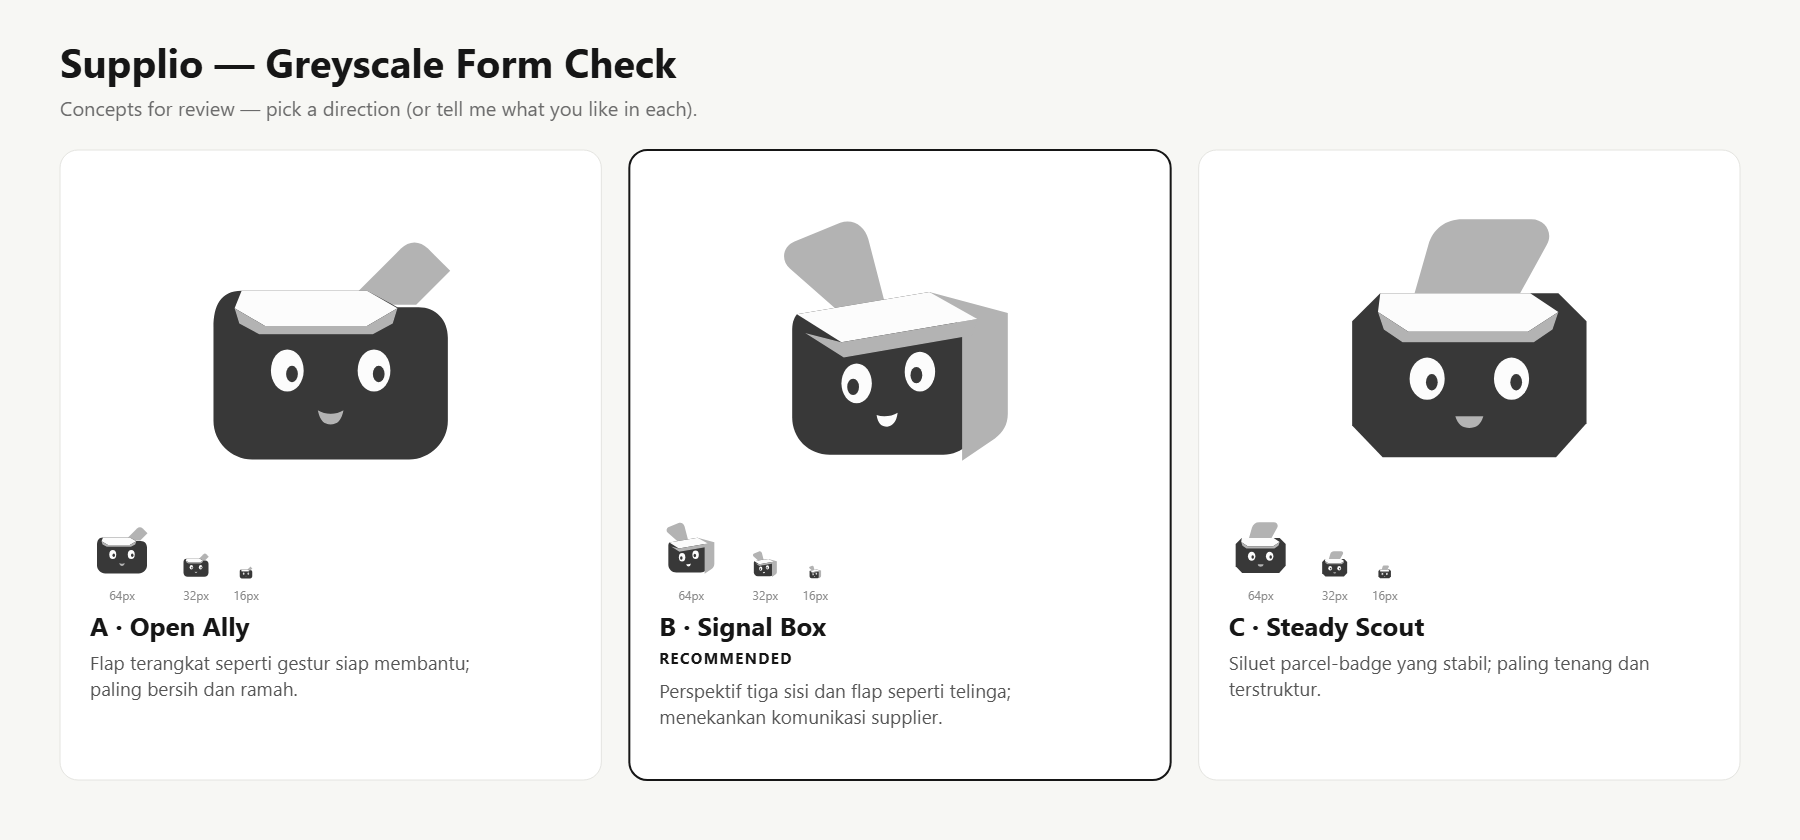 Supplio — Greyscale Form Check
Concepts for review — pick a direction (or tell me what you like in each).
64px
32px
16px
A · Open Ally
Flap terangkat seperti gestur siap membantu;
paling bersih dan ramah.
64px
32px
16px
B · Signal Box
RECOMMENDED
Perspektif tiga sisi dan flap seperti telinga;
menekankan komunikasi supplier.
64px
32px
16px
C · Steady Scout
Siluet parcel-badge yang stabil; paling tenang dan
terstruktur.